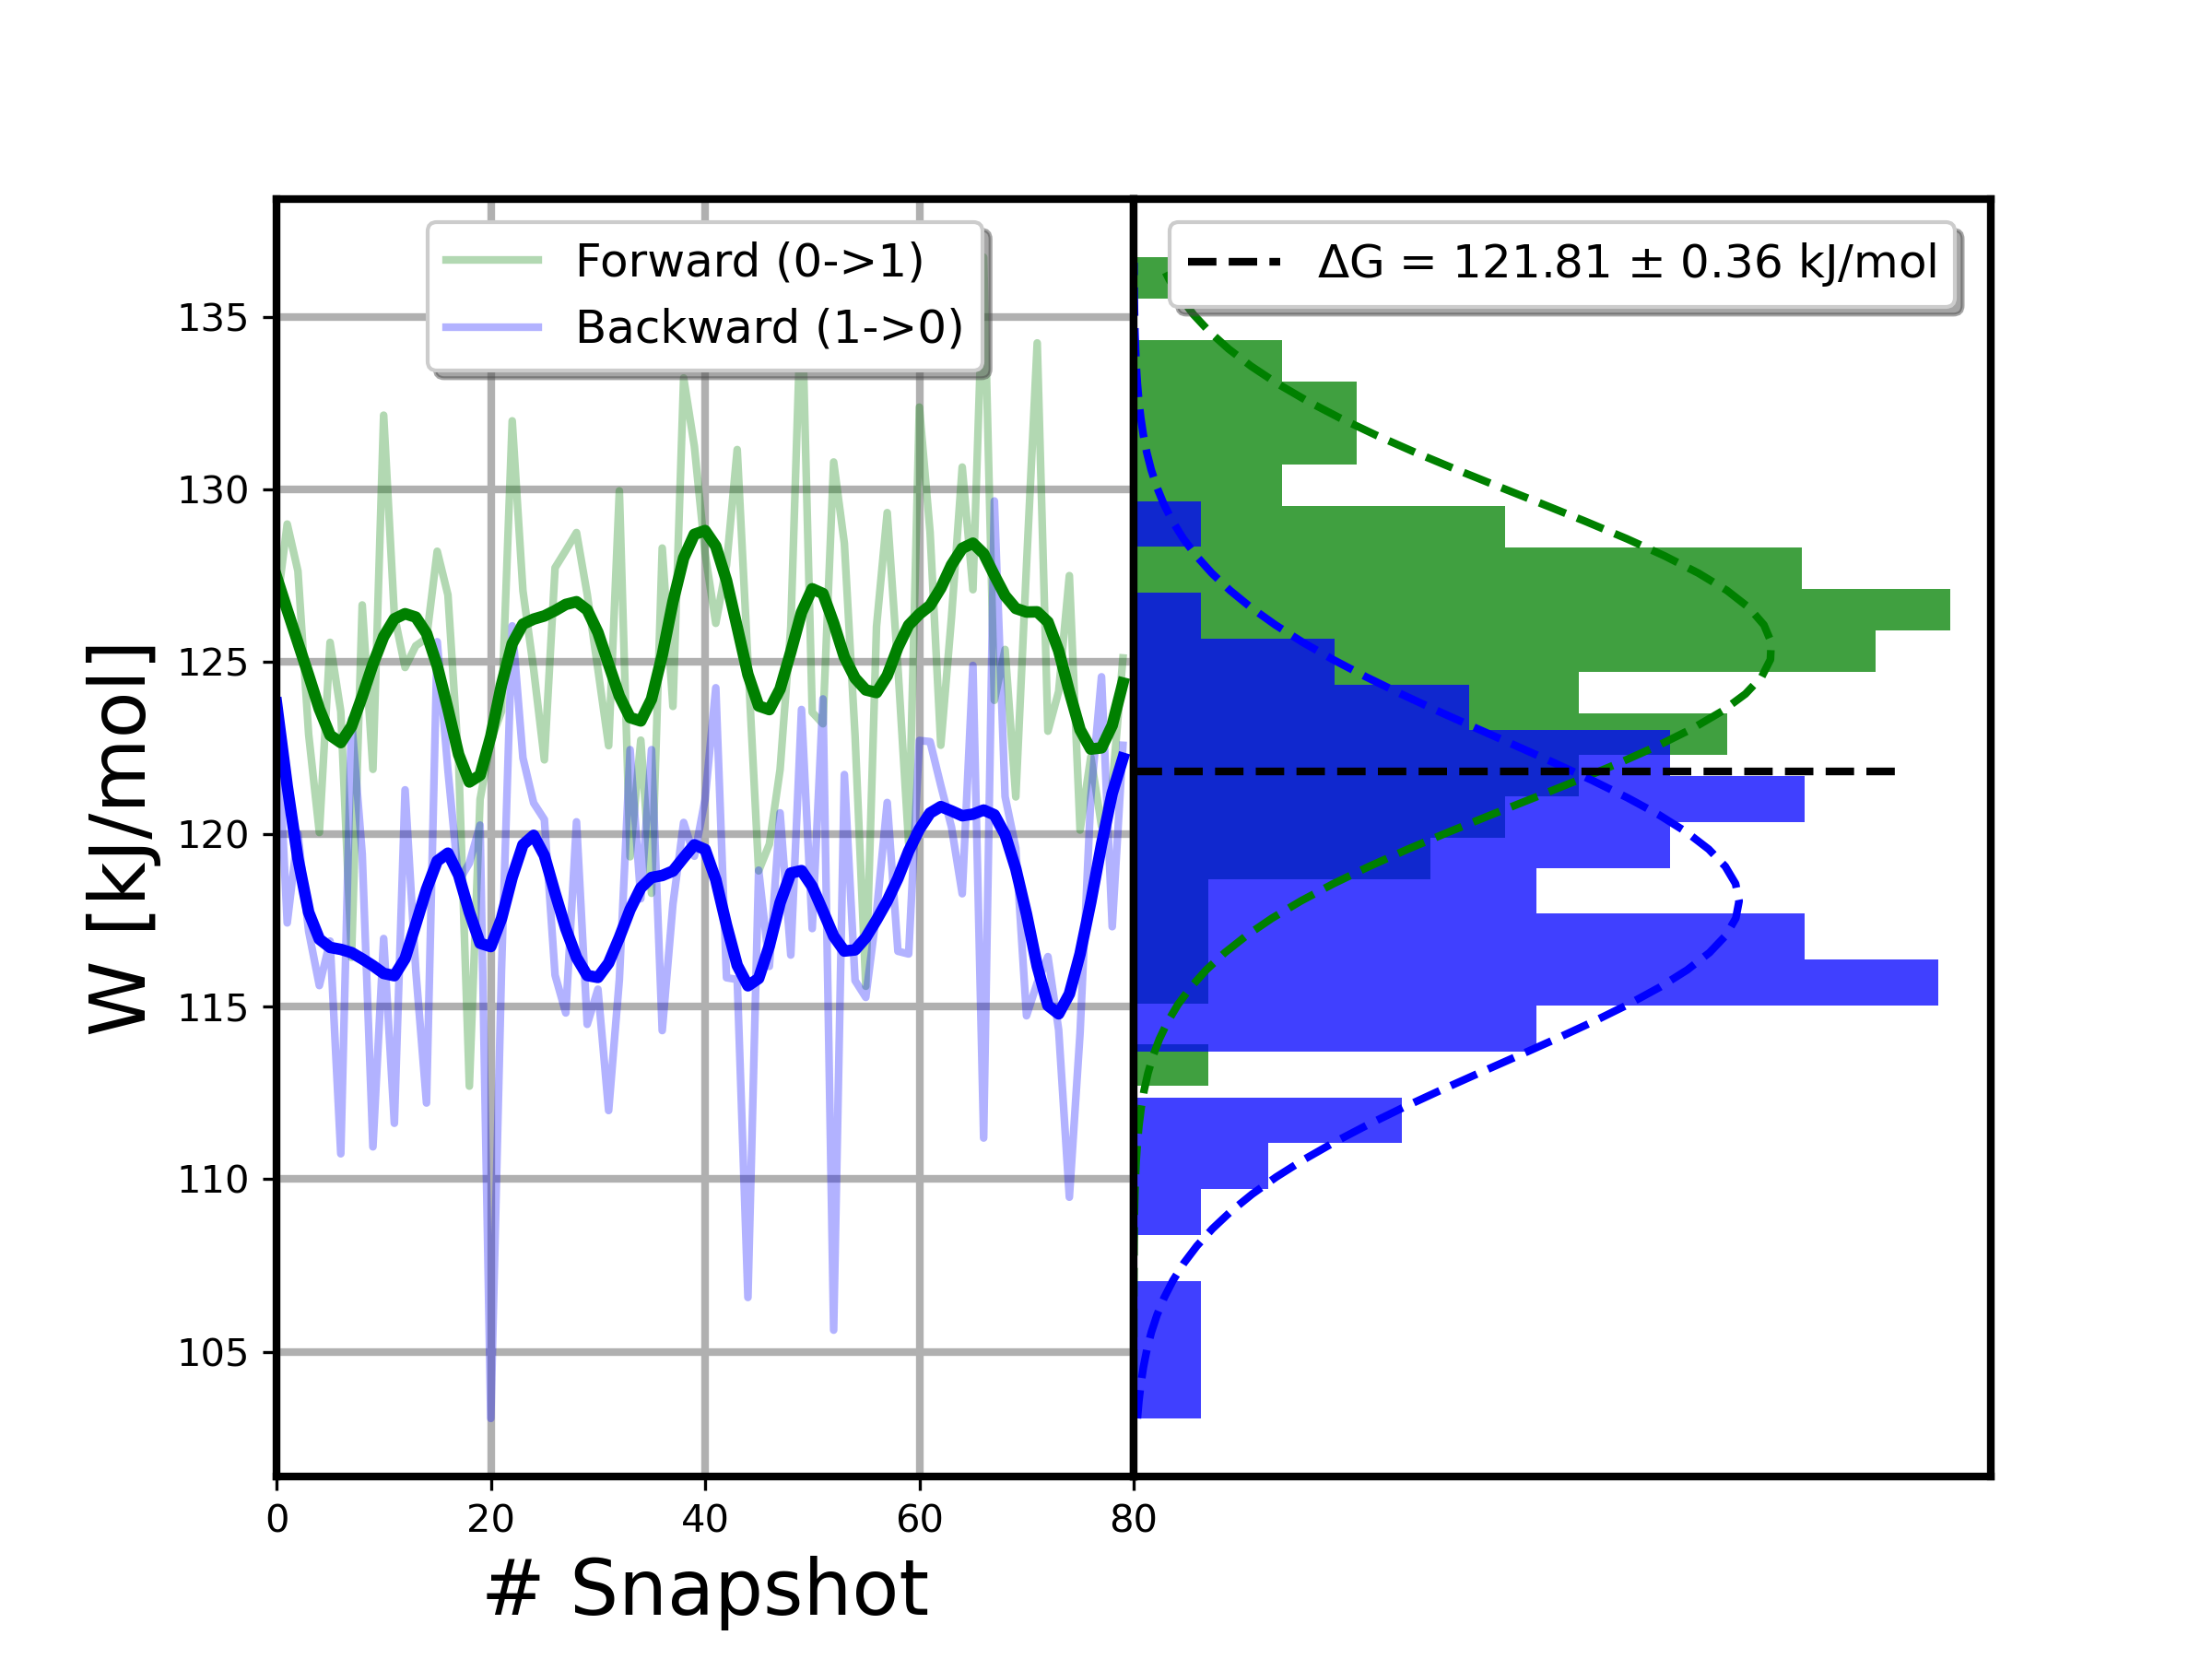 Forward (0->1)
Backward (1->0)
ΔG = 121.81 ± 0.36 kJ/mol
W [kJ/mol]
135
130
125
120
115
110
105
0 20 40 60 80
# Snapshot